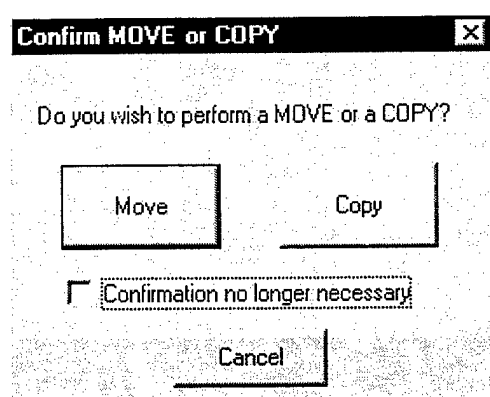 Confirm MOVE or COPY
Do you wish to perform a MOVE or a COPY?
Move Copy
Confirmation no longer necessary
Cancel